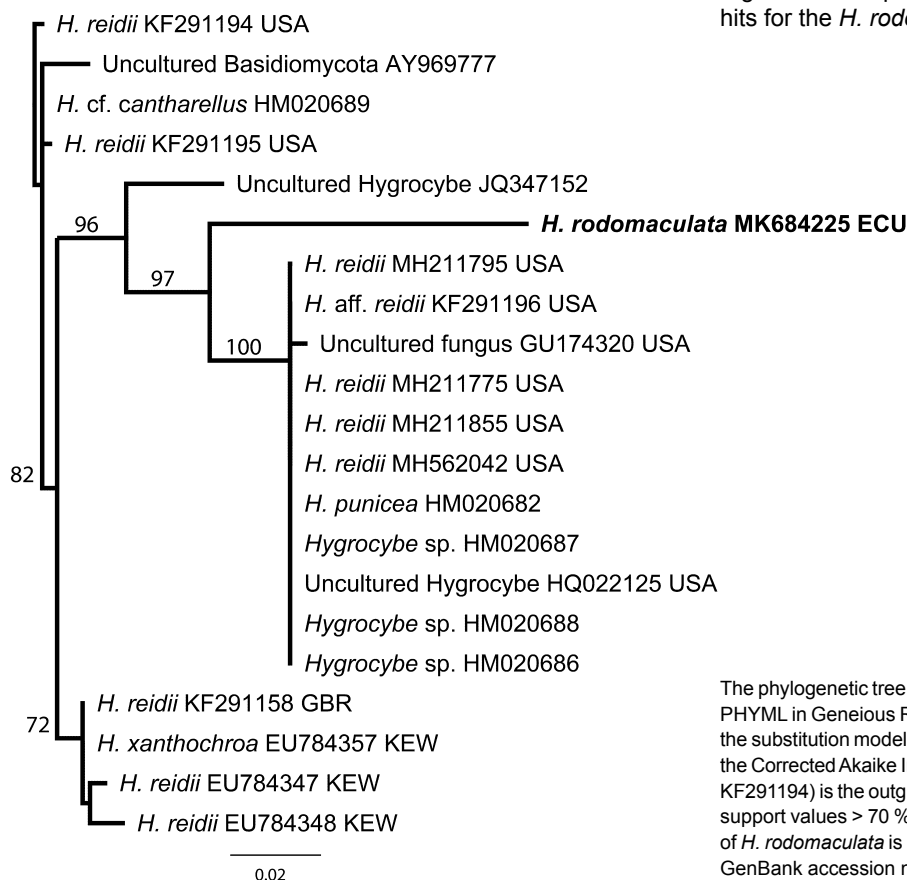 hits for the H.
H. reidii KF291194 USA
Uncultured Basidiomycota AY969777
H. cf. cantharellus HM020689
H. reidii KF291195 USA
Uncultured Hygrocybe JQ347152
96
H. rodomaculata MK684225 ECU
H. reidii MH211795 USA
97
H. aff. reidii KF291196 USA
100
Uncultured fungus GU174320 USA
H. reidii MH211775 USA
H. reidii MH211855 USA
H. reidii MH562042 USA
82
H. punicea HM020682
Hygrocybe sp. HM020687
Uncultured Hygrocybe HQ022125 USA
Hygrocybe sp. HM020688
Hygrocybe sp. HM020686
H. reidii KF291158 GBR
72
H. xanthochroa EU784357 KEW
H. reidii EU784347 KEW
H. reidii EU784348 KEW
0.02
The phylogenetic tree
PHYML in Geneious
the substitution model
the Corrected Akaike
KF291194) is the
support values > 70 %
of H. rodomaculata is
GenBank accession